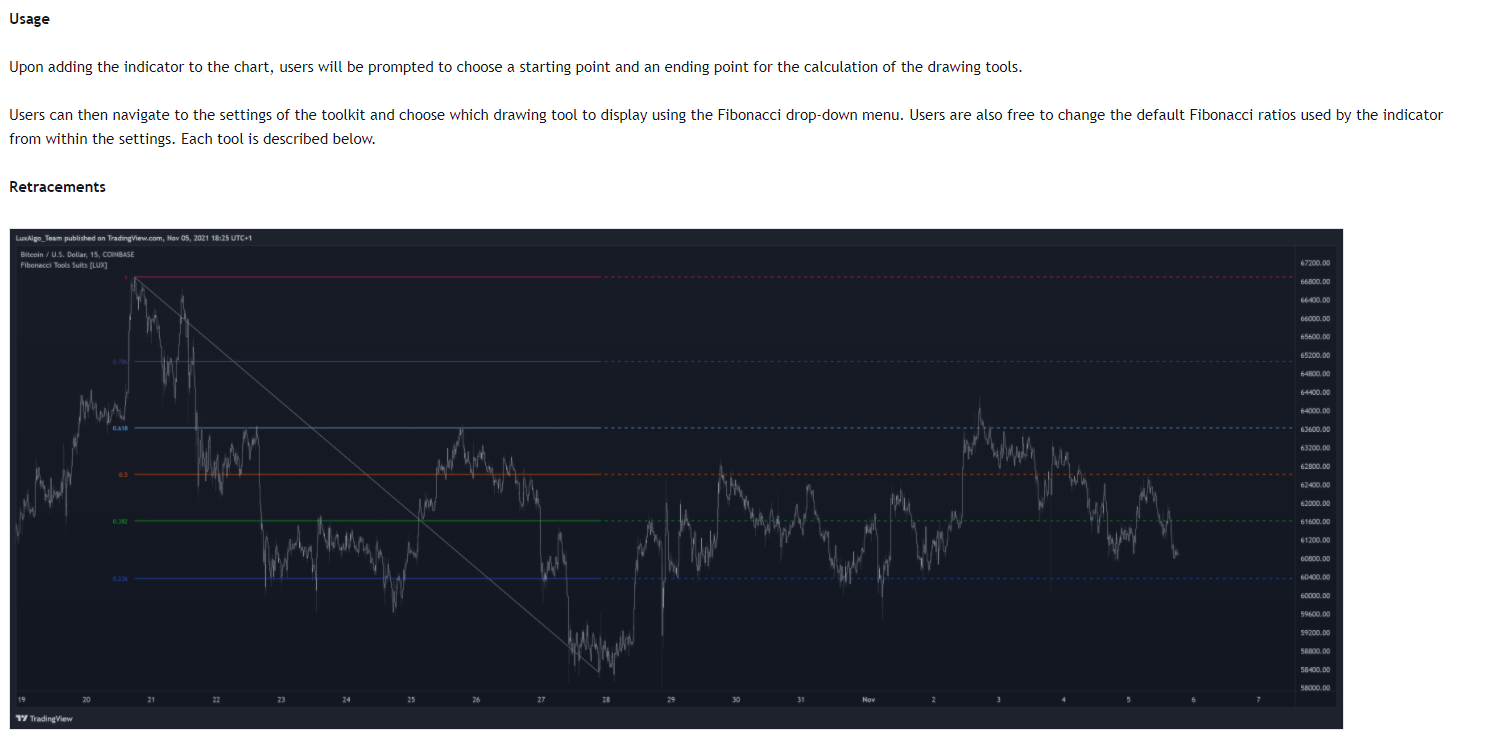 Usage
Upon adding the indicator to the chart, users will be prompted to choose a starting point and an ending point for the calculation of the drawing tools.
Users can then navigate to the settings of the toolkit and choose which drawing tool to display using the Fibonacci drop-down menu. Users are also free to change the default Fibonacci ratios used by the indicator
from within the settings. Each tool is described below.
Retracements
LuxAlgo_Team published on TradingView.com, Nov 05, 2021 18:25 UTC+1
Bitcoin / U.S. Dollar, 15, COINBASE
Fibonacci Tools Suits [LUX]
67200.00
1
66800.00
66400.00
66000.00
65600.00
65200.00
64800.00
64400.00
64000.00
0.618
63600.00
63200.00
62800.00
0.5
62400.00
62000.00
0.382
61600.00
61200.00
60800.00
0.236
60400.00
60000.00
59600.00
59200.00
58800.00
58400.00
58000.00
19 20 21 22 23 24 25 26 27 28 29 30 31 Nov 2 3 4 5 6 7
TradingView